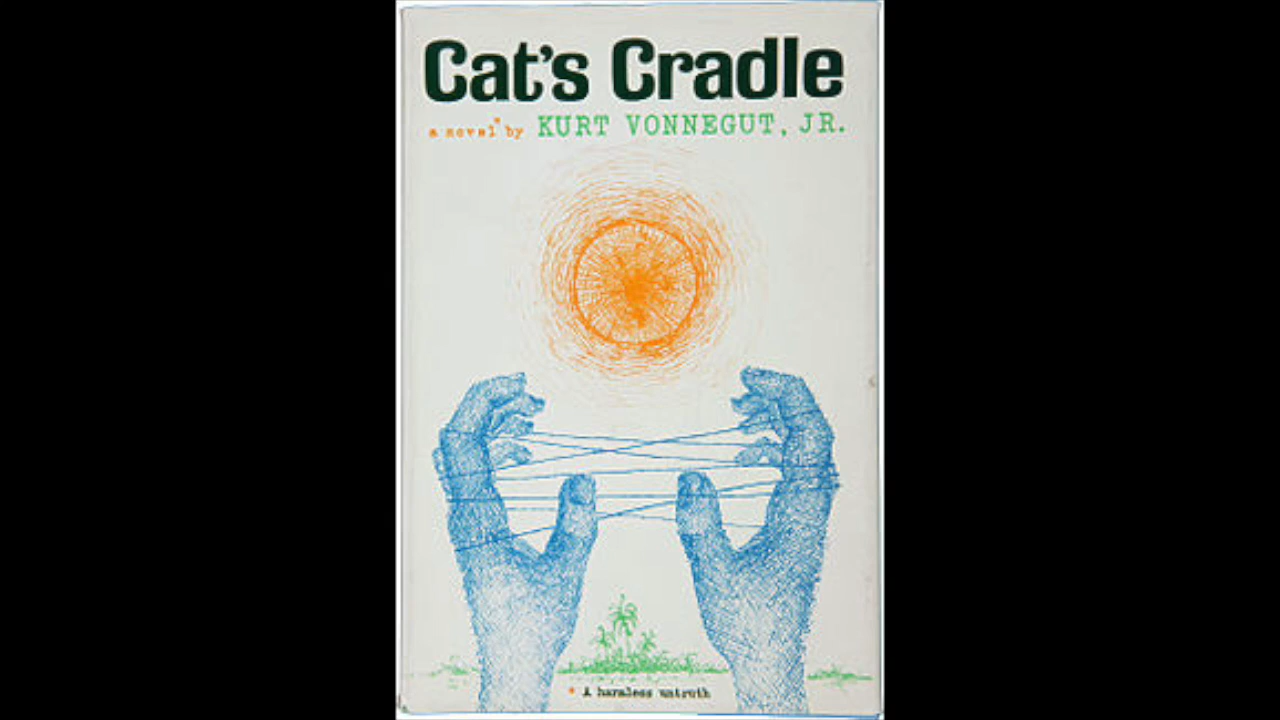 Cat's Cradle
a novel* by KURT VONNEGUT, JR.
* A harmless untruth